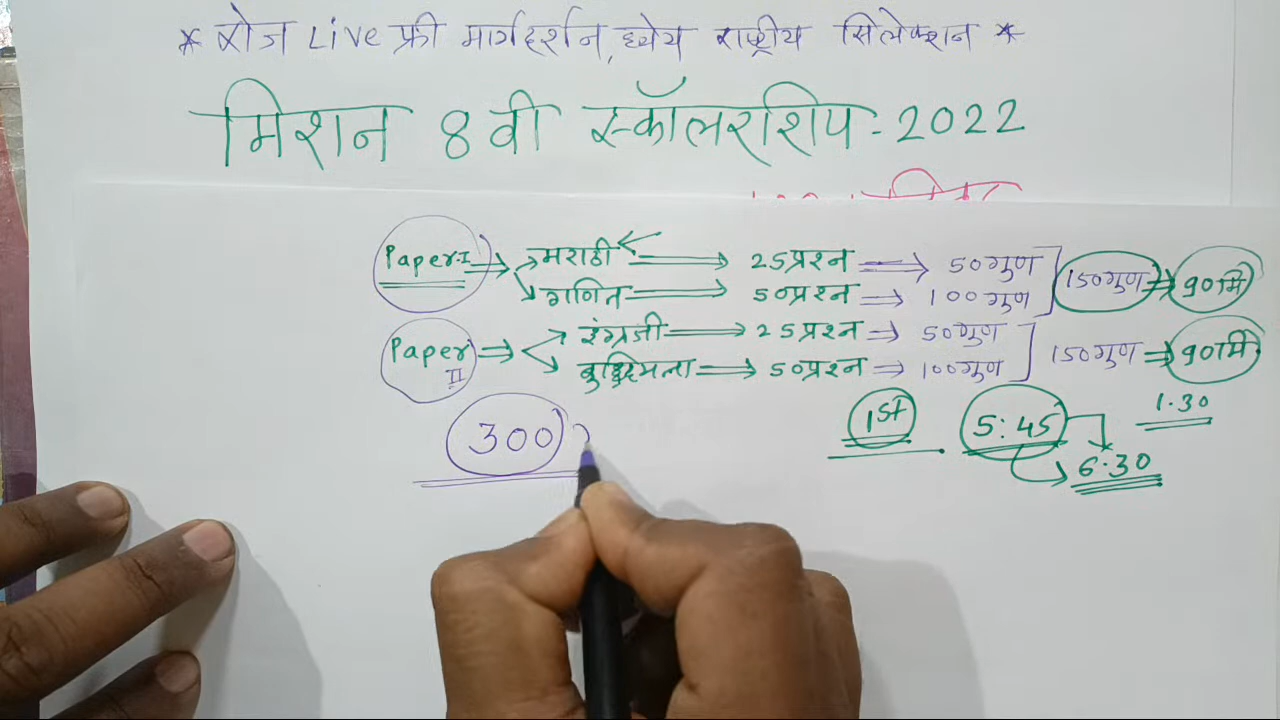 * रोज Live फ्री मार्गदर्शन, ध्येय राष्ट्रीय सिलेक्शन *
मिशन 8 वी स्कॉलरशिप - 2022
Paper-I ⇒ मराठी ⇒ 25 प्रश्न ⇒ 50 गुण
गणित ⇒ 50 प्रश्न ⇒ 100 गुण
150 गुण ⇒ 90 मि
Paper II ⇒ इंग्रजी ⇒ 25 प्रश्न ⇒ 50 गुण
बुद्धिमत्ता ⇒ 50 प्रश्न ⇒ 100 गुण
150 गुण ⇒ 90 मि
300
1st 5:45 1.30
6.30